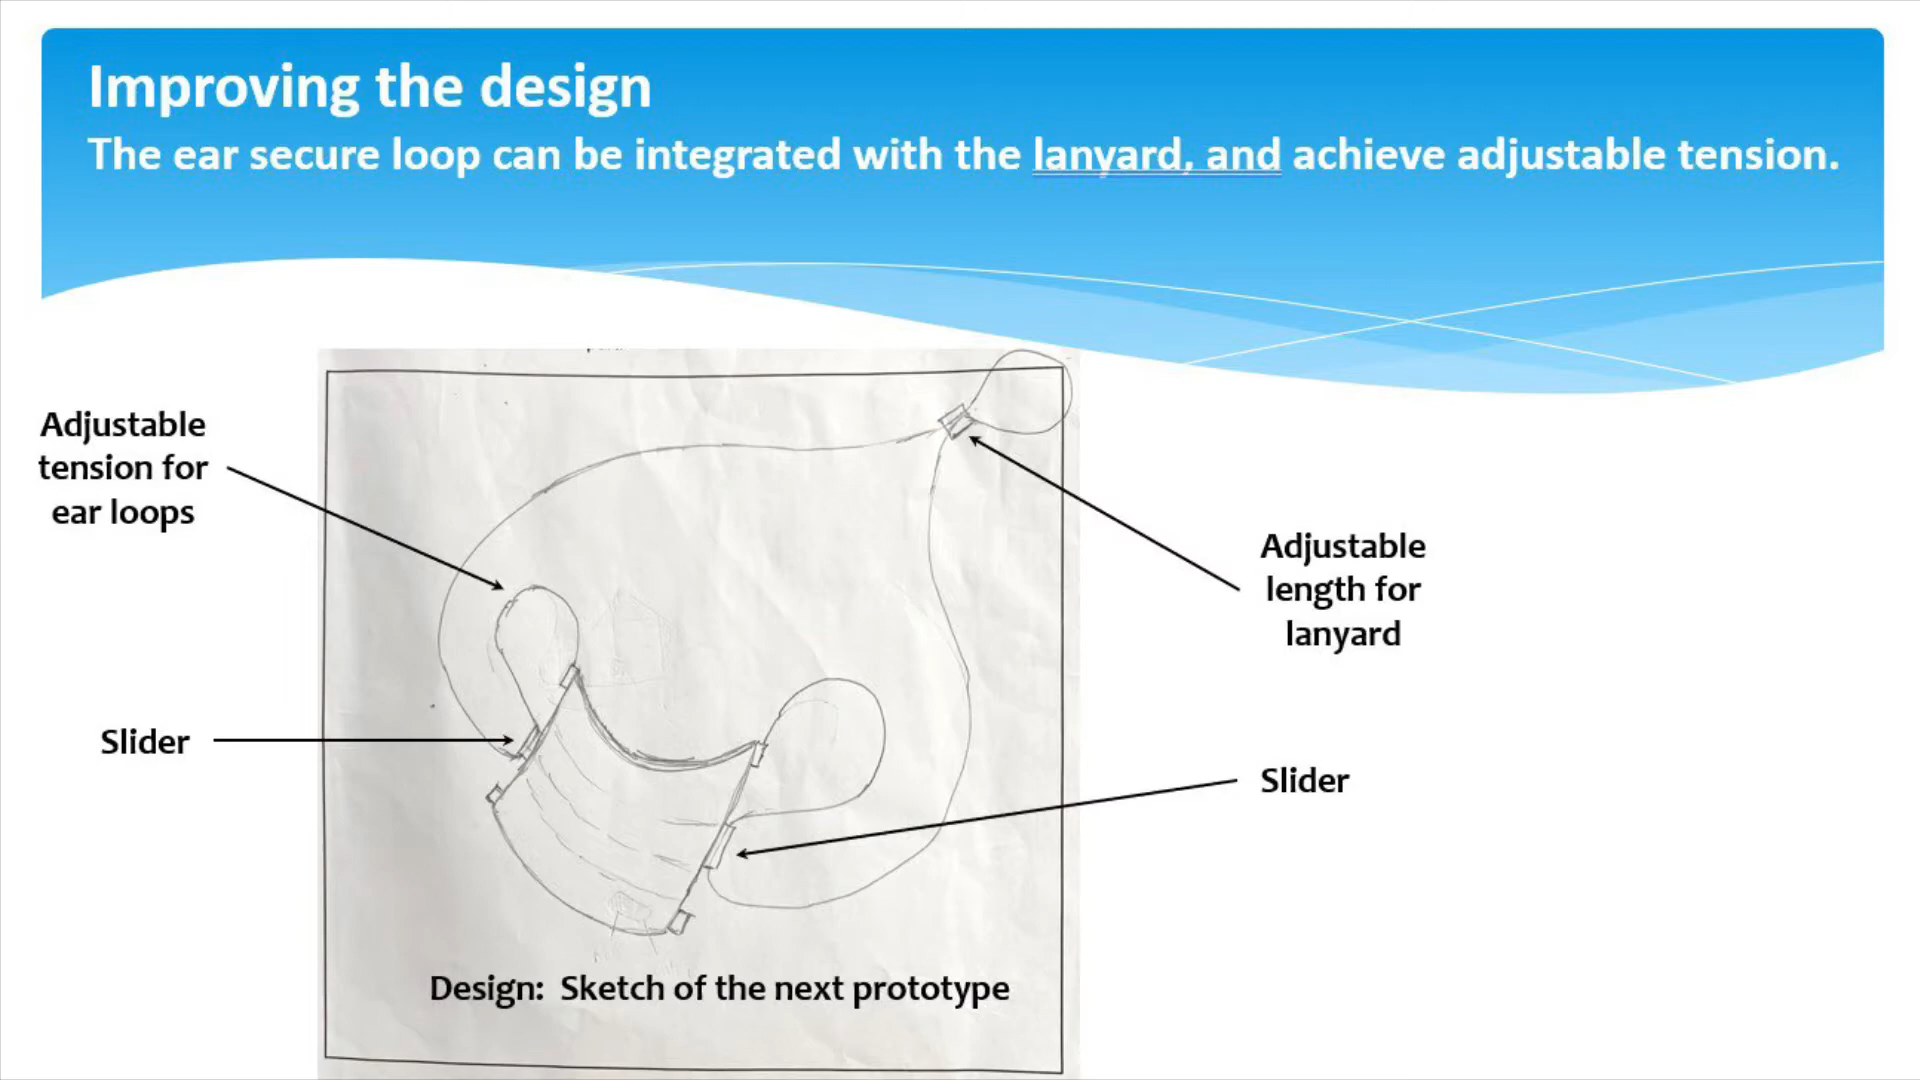 Improving the design
The ear secure loop can be integrated with the lanyard, and achieve adjustable tension.
Adjustable
tension for
ear loops
Adjustable
length for
lanyard
Slider
Slider
Design: Sketch of the next prototype